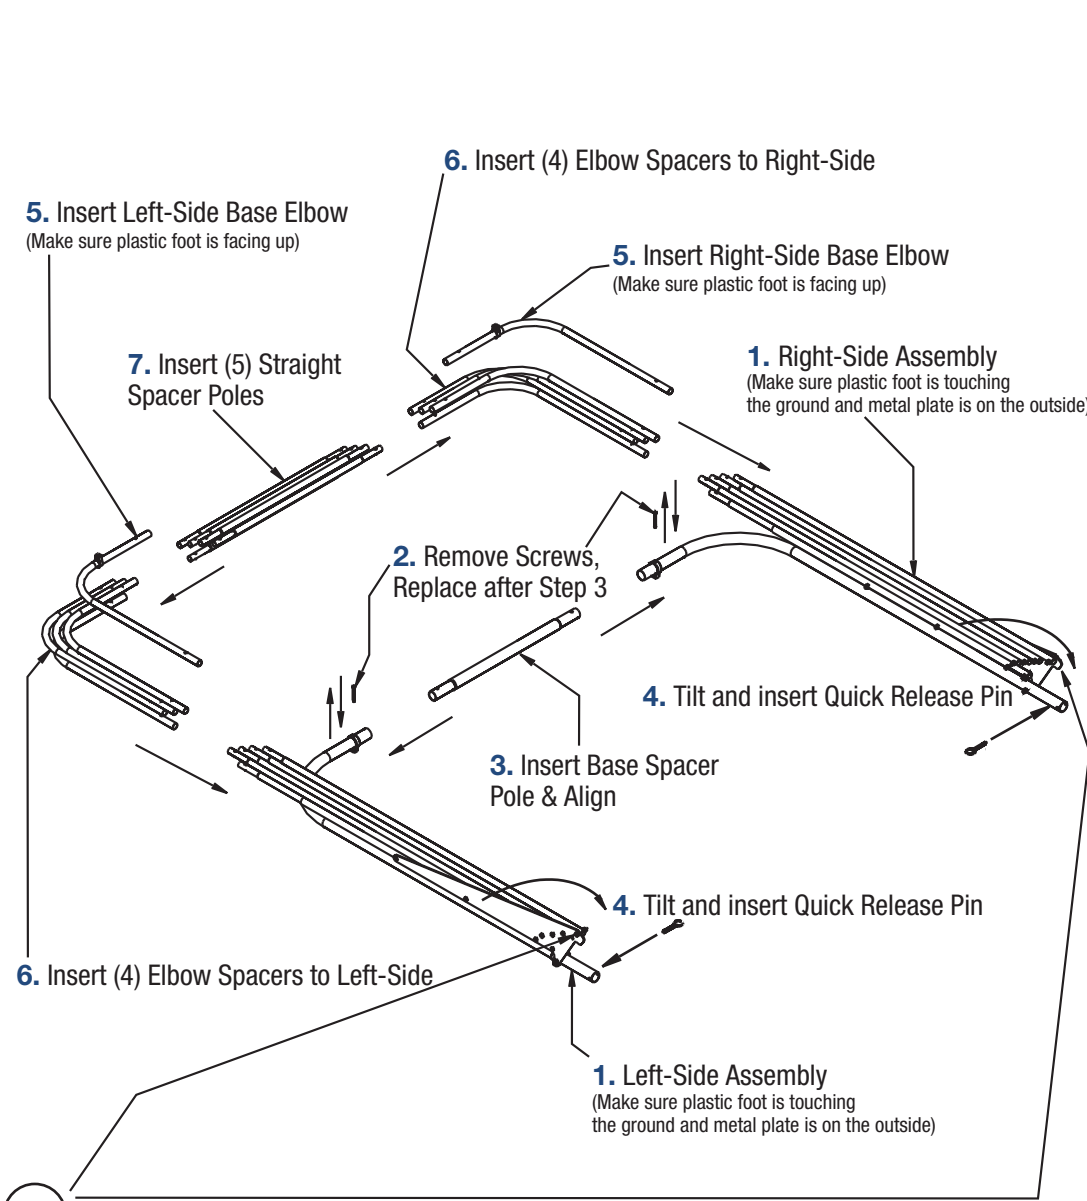 6. Insert (4) Elbow Spacers to Right-Side
5. Insert Left-Side Base Elbow
(Make sure plastic foot is facing up)
5. Insert Right-Side Base Elbow
(Make sure plastic foot is facing up)
7. Insert (5) Straight
Spacer Poles
1. Right-Side Assembly
(Make sure plastic foot is touching
the ground and metal plate is on the outside)
2. Remove Screws,
Replace after Step 3
4. Tilt and insert Quick Release Pin
3. Insert Base Spacer
Pole & Align
4. Tilt and insert Quick Release Pin
6. Insert (4) Elbow Spacers to Left-Side
1. Left-Side Assembly
(Make sure plastic foot is touching
the ground and metal plate is on the outside)